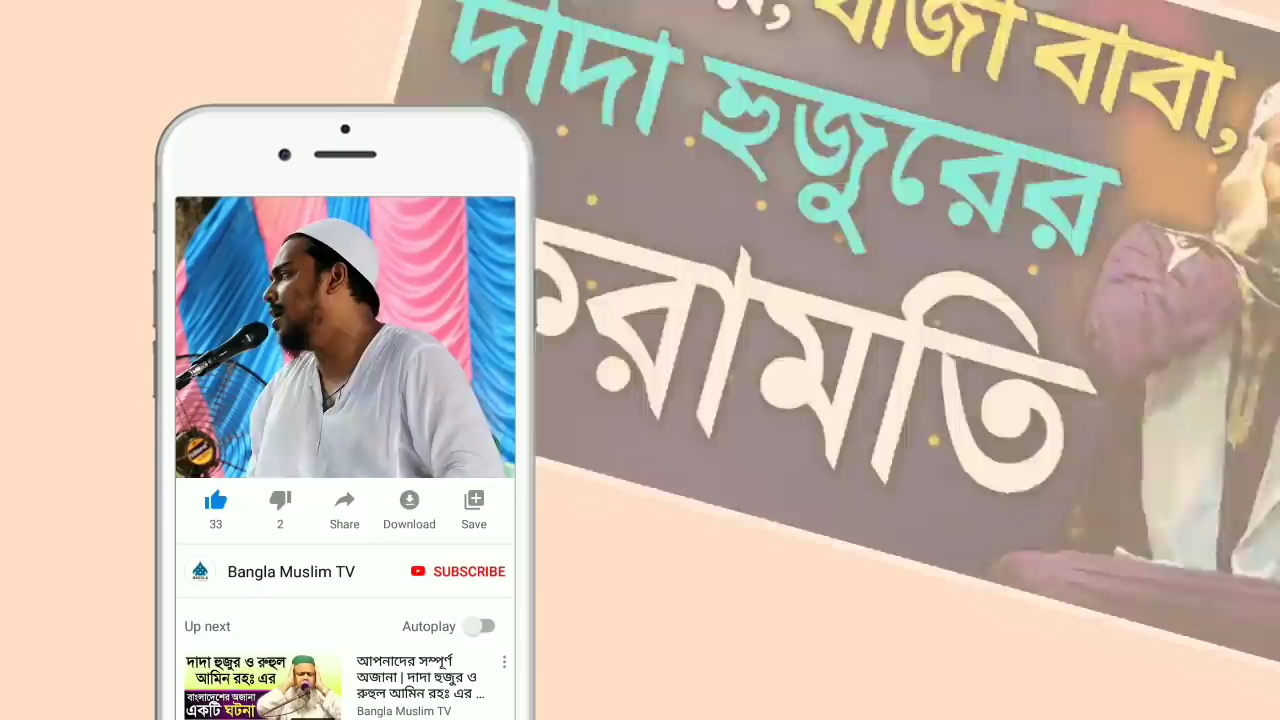 খাজা বাবা,
দাদা হুজুরের
করামতি
33
2
Share
Download
Save
Bangla Muslim TV
SUBSCRIBE
Up next
Autoplay
দাদা হুজুর ও রুহুল
আমিন রহঃ এর
বাংলাদেশের অজানা
একটি ঘটনা
আপনাদের সম্পূর্ণ
অজানা | দাদা হুজুর ও
রুহুল আমিন রহঃ এর ...
Bangla Muslim TV